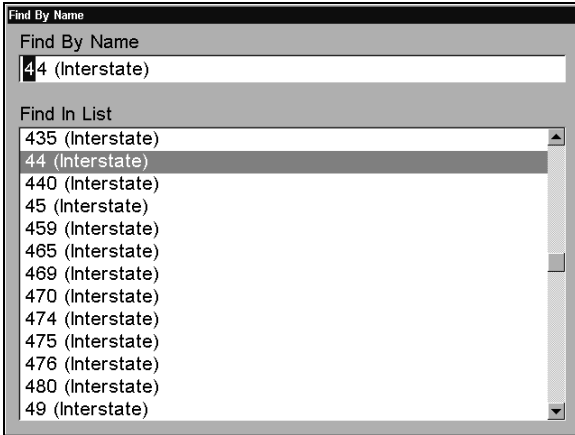 Find By Name
Find By Name
44 (Interstate)
Find In List
435 (Interstate)
44 (Interstate)
440 (Interstate)
45 (Interstate)
459 (Interstate)
465 (Interstate)
469 (Interstate)
470 (Interstate)
474 (Interstate)
475 (Interstate)
476 (Interstate)
480 (Interstate)
49 (Interstate)